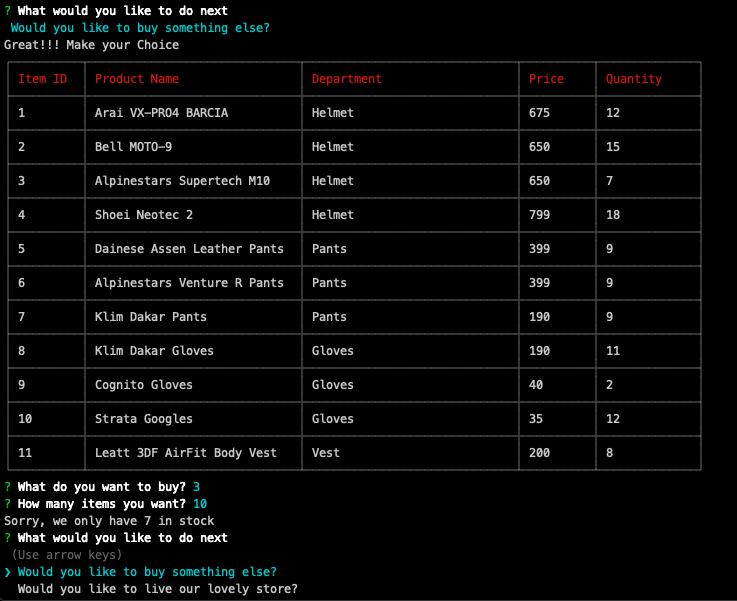 ? What would you like to do next
Would you like to buy something else?
Great!!! Make your Choice
Item ID Product Name Department Price Quantity
1 Arai VX-PRO4 BARCIA Helmet 675 12
2 Bell MOTO-9 Helmet 650 15
3 Alpinestars Supertech M10 Helmet 650 7
4 Shoei Neotec 2 Helmet 799 18
5 Dainese Assen Leather Pants Pants 399 9
6 Alpinestars Venture R Pants Pants 399 9
7 Klim Dakar Pants Pants 190 9
8 Klim Dakar Gloves Gloves 190 11
9 Cognito Gloves Gloves 40 2
10 Strata Googles Gloves 35 12
11 Leatt 3DF AirFit Body Vest Vest 200 8
? What do you want to buy? 3
? How many items you want? 10
Sorry, we only have 7 in stock
? What would you like to do next
(Use arrow keys)
❯ Would you like to buy something else?
Would you like to live our lovely store?